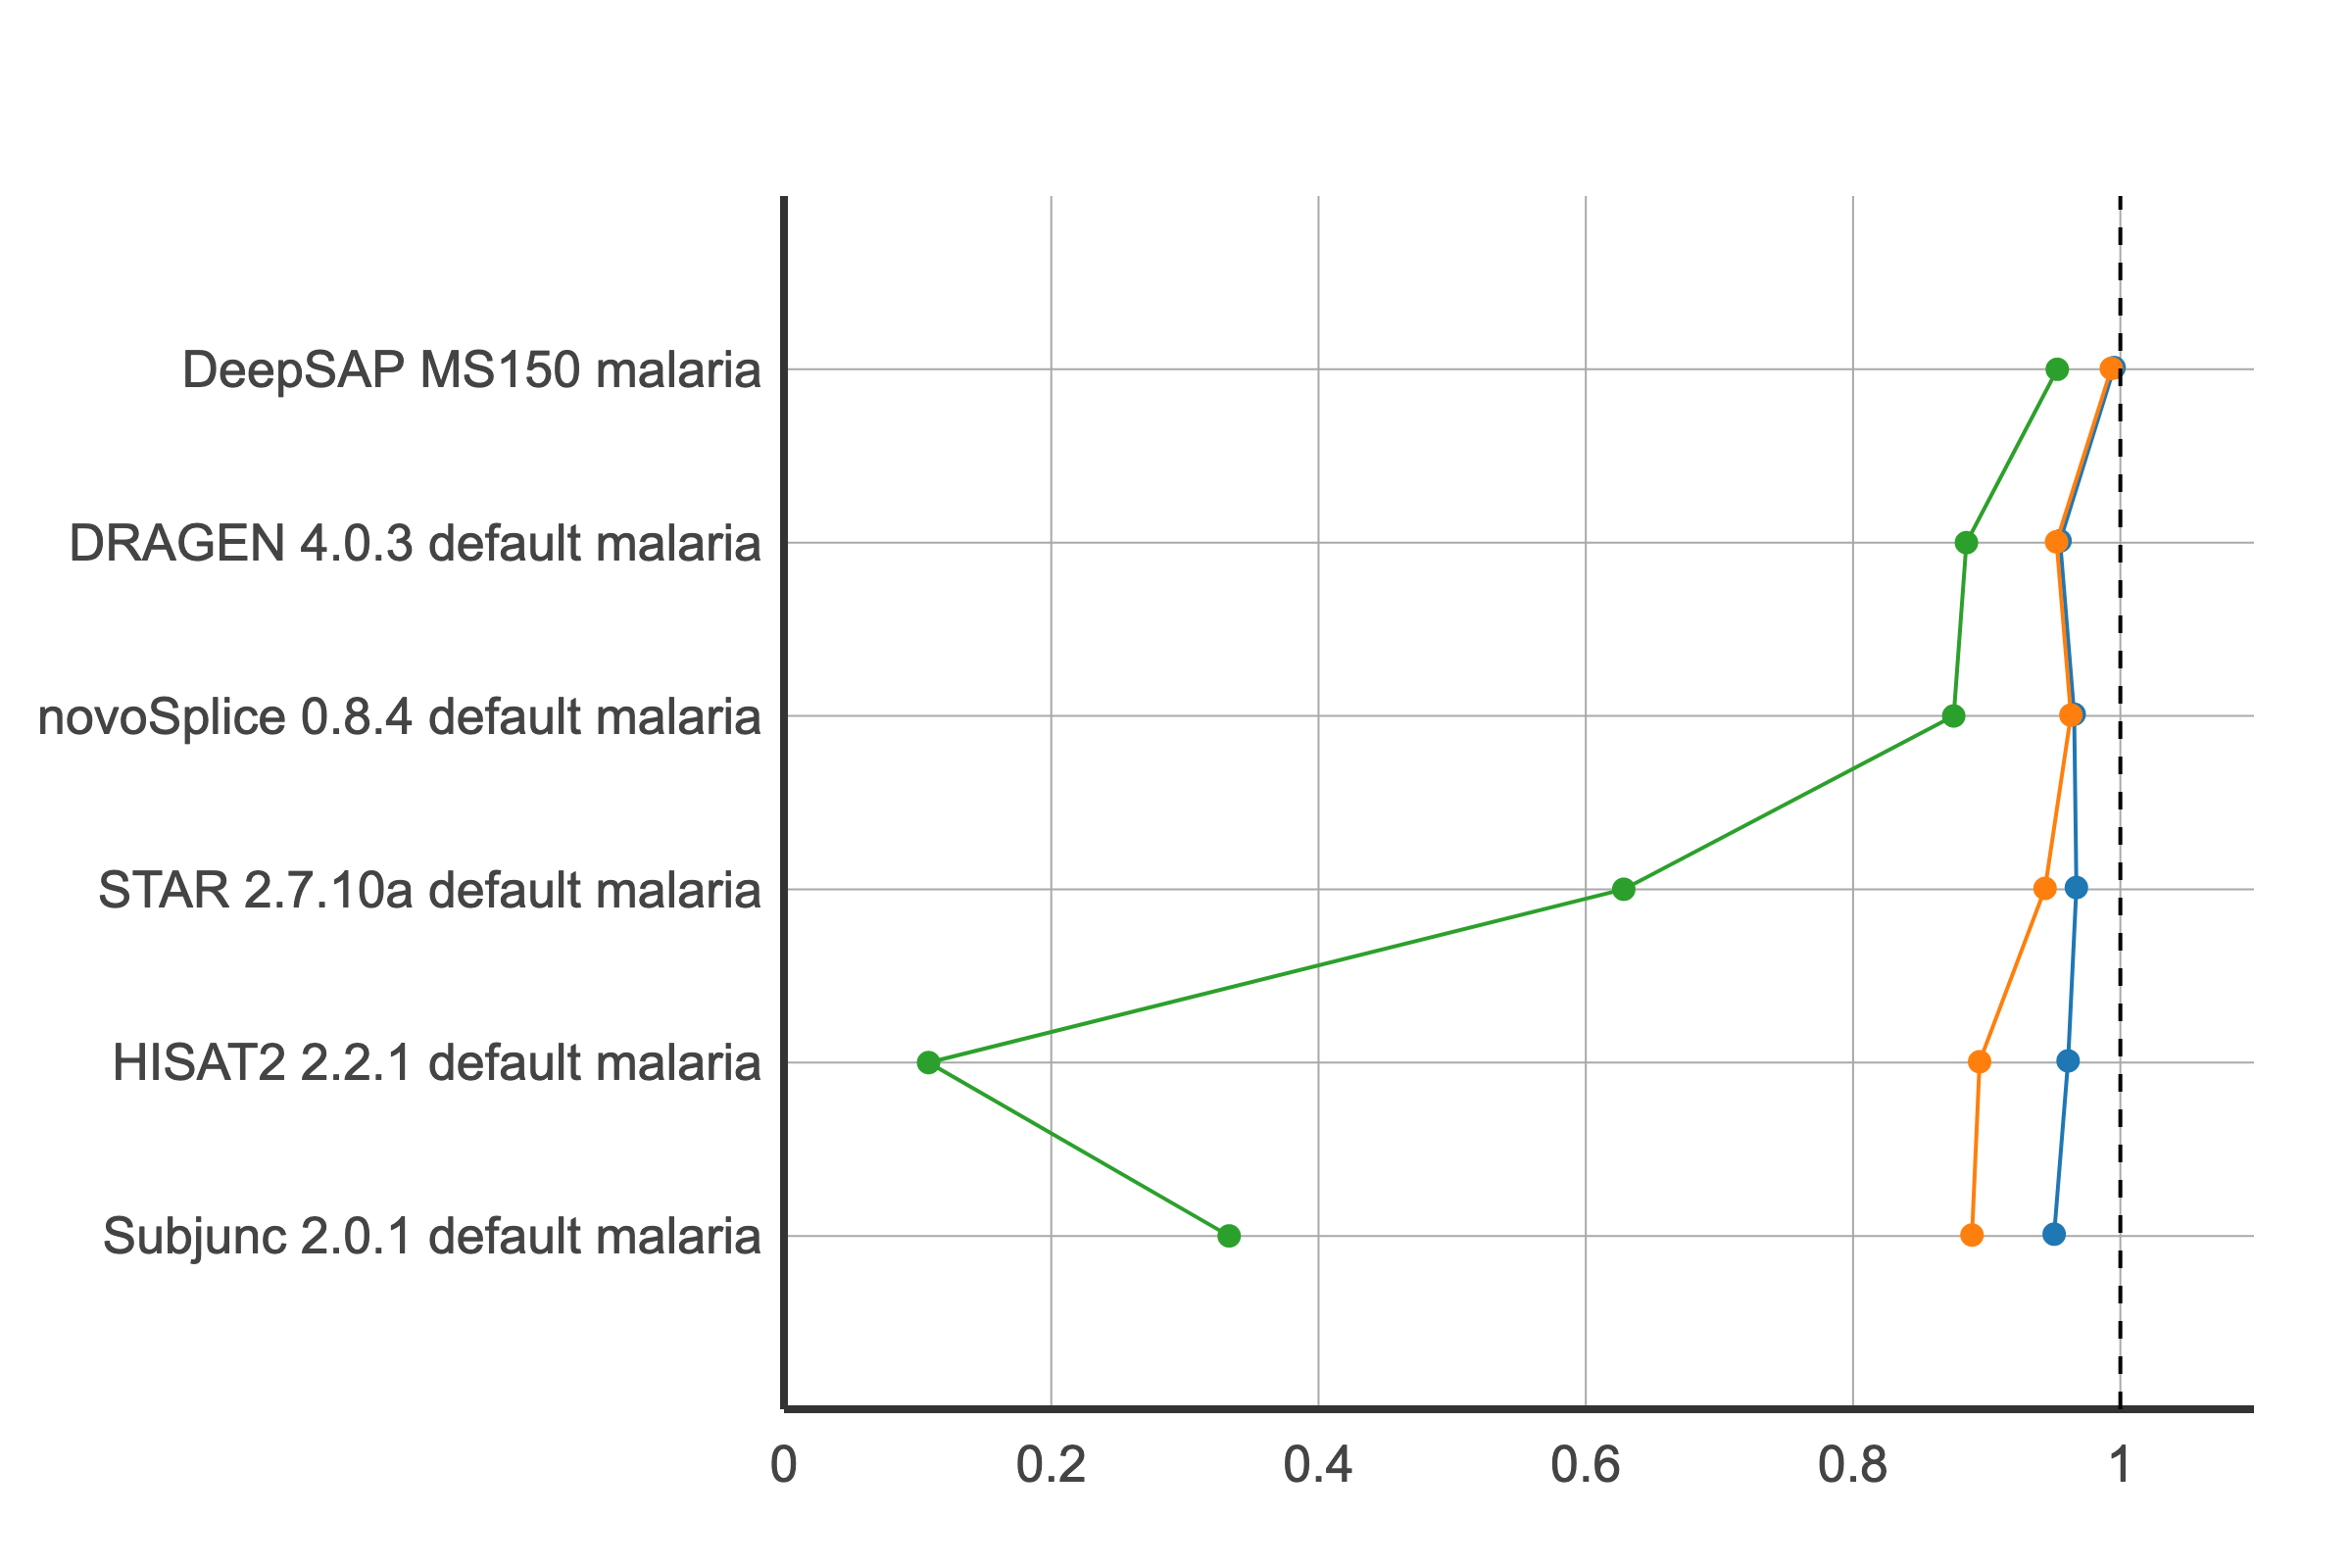 DeepSAP MS150 malaria
DRAGEN 4.0.3 default malaria
novoSplice 0.8.4 default malaria
STAR 2.7.10a default malaria
HISAT2 2.2.1 default malaria
Subjunc 2.0.1 default malaria
0 0.2 0.4 0.6 0.8 1